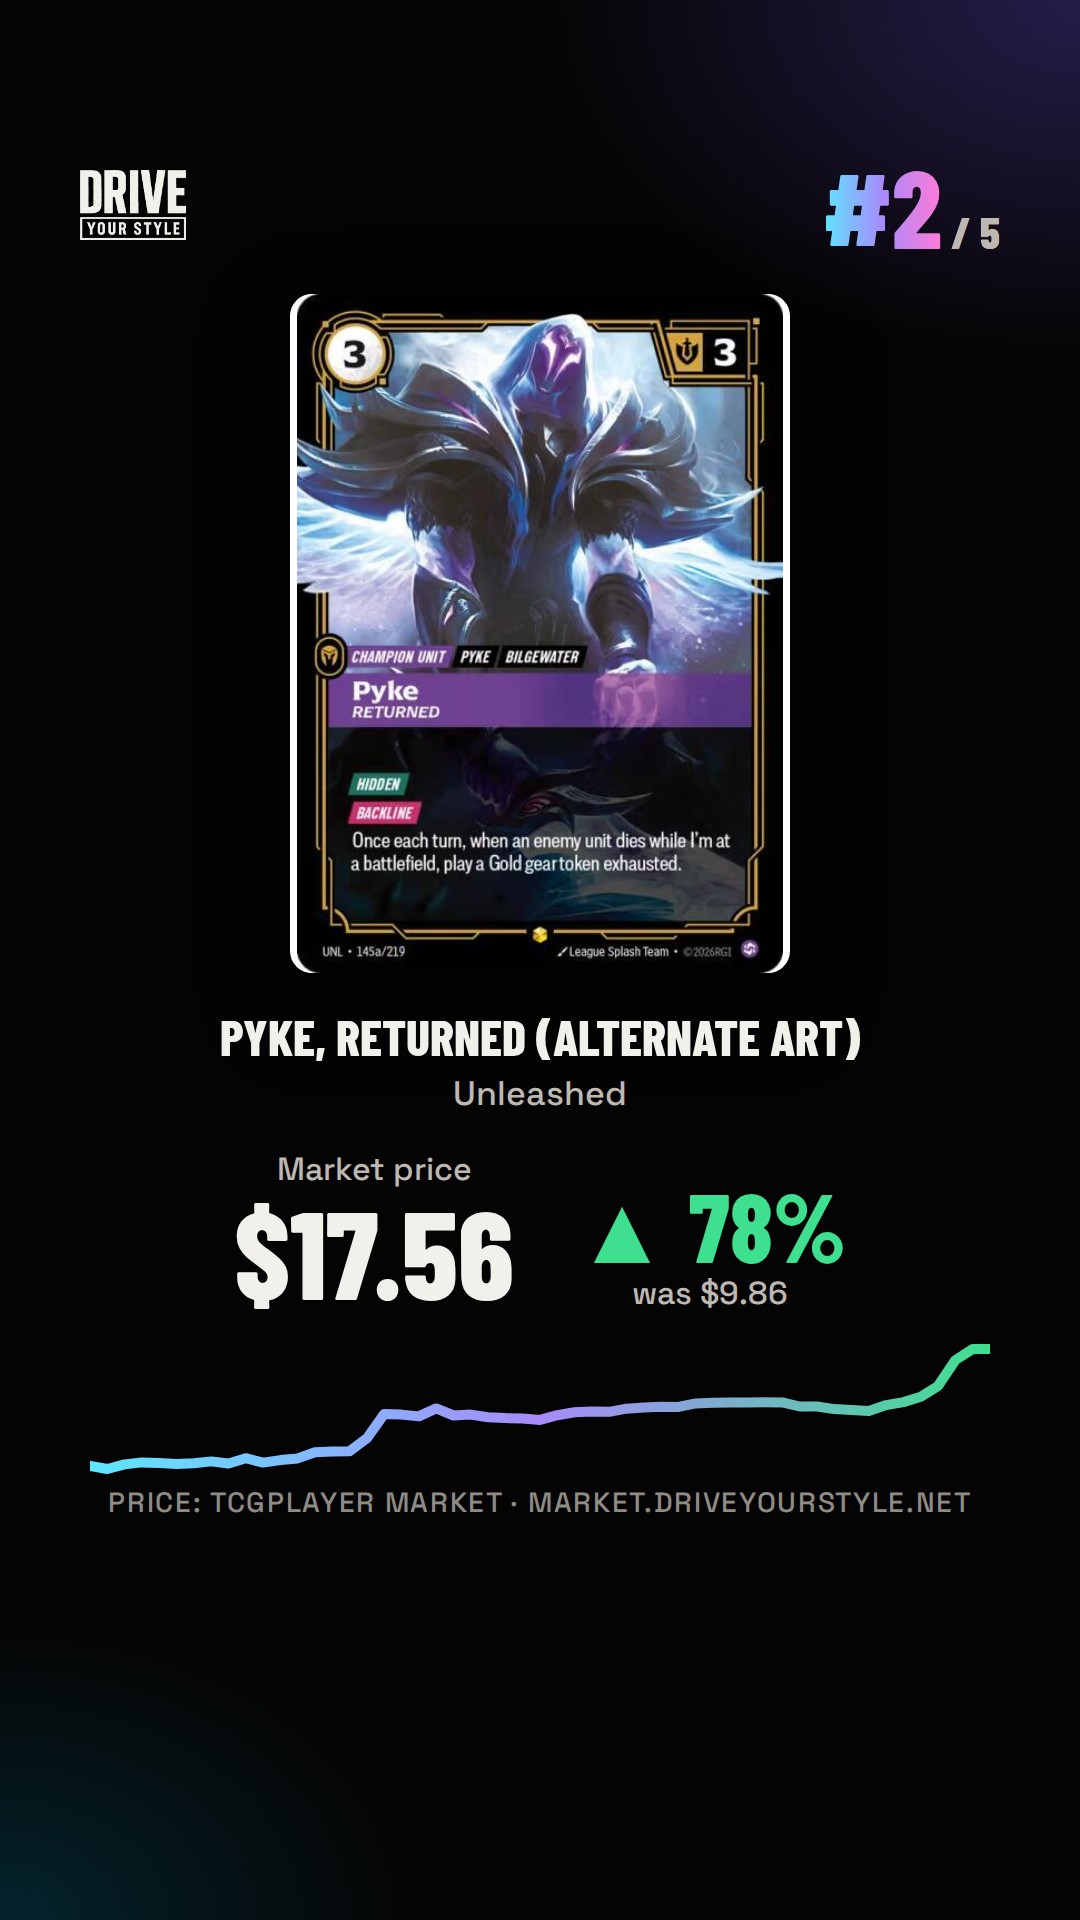 DRIVE
YOUR STYLE
#2 / 5
3
3
CHAMPION UNIT PYKE BILGEWATER
Pyke
RETURNED
HIDDEN
BACKLINE
Once each turn, when an enemy unit dies while I'm at
a battlefield, play a Gold gear token exhausted.
UNL • 145a/219
League Splash Team • ©2026RGI
PYKE, RETURNED (ALTERNATE ART)
Unleashed
Market price
$17.56
▲ 78%
was $9.86
PRICE: TCGPLAYER MARKET · MARKET.DRIVEYOURSTYLE.NET